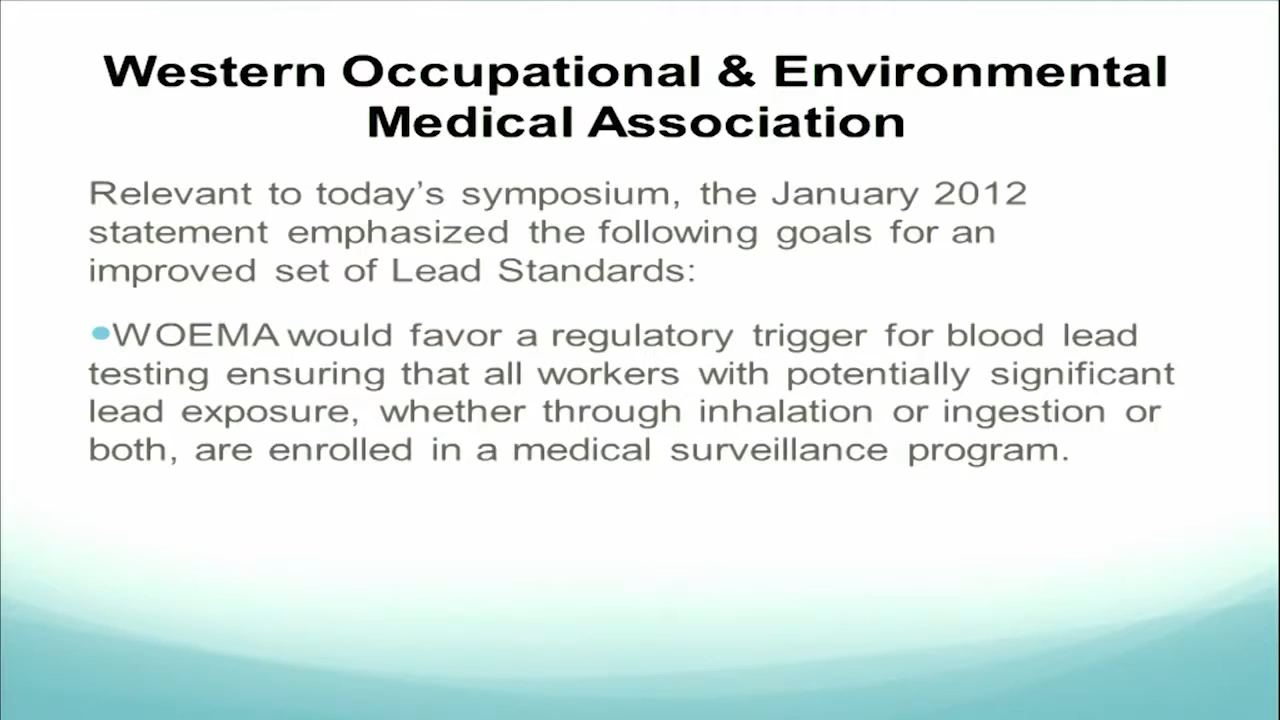 Western Occupational & Environmental
Medical Association
Relevant to today’s symposium, the January 2012
statement emphasized the following goals for an
improved set of Lead Standards:
•WOEMA would favor a regulatory trigger for blood lead
testing ensuring that all workers with potentially significant
lead exposure, whether through inhalation or ingestion or
both, are enrolled in a medical surveillance program.